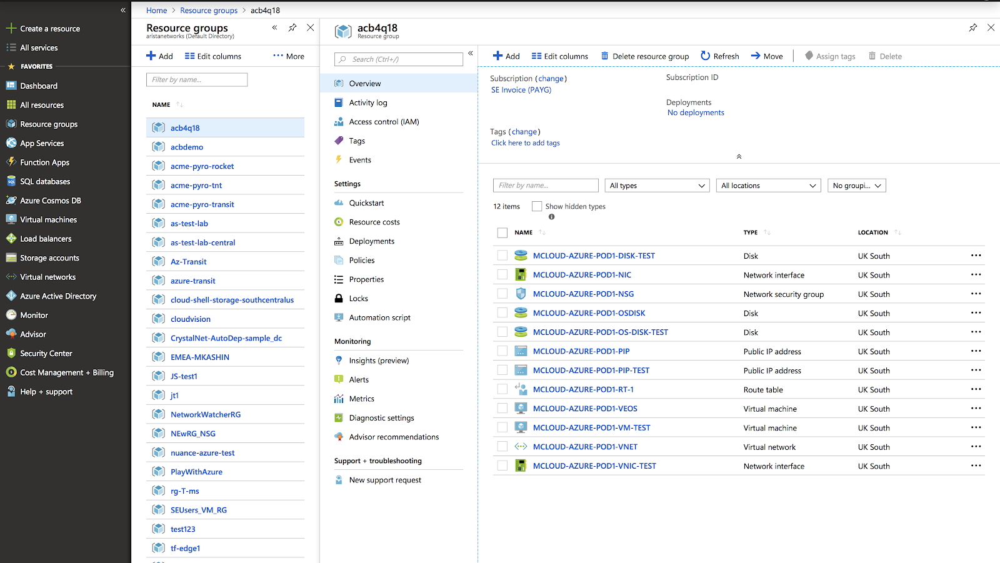 Create a resource
All services
FAVORITES
Dashboard
All resources
Resource groups
App Services
Function Apps
SQL databases
Azure Cosmos DB
Virtual machines
Load balancers
Storage accounts
Virtual networks
Azure Active Directory
Monitor
Advisor
Security Center
Cost Management + Billing
Help + support
Home > Resource groups > acb4q18
Resource groups
aristanetworks (Default Directory)
Add Edit columns ··· More
Filter by name...
NAME
acb4q18
acbdemo
acme-pyro-rocket
acme-pyro-tnt
acme-pyro-transit
as-test-lab
as-test-lab-central
Az-Transit
azure-transit
cloud-shell-storage-southcentralus
cloudvision
CrystalNet-AutoDep-sample_dc
EMEA-MKASHIN
JS-test1
jt1
NetworkWatcherRG
NEwRG_NSG
nuance-azure-test
PlayWithAzure
rg-T-ms
SEUsers_VM_RG
test123
tf-edge1
acb4q18
Resource group
Search (Ctrl+/)
Overview
Activity log
Access control (IAM)
Tags
Events
Settings
Quickstart
Resource costs
Deployments
Policies
Properties
Locks
Automation script
Monitoring
Insights (preview)
Alerts
Metrics
Diagnostic settings
Advisor recommendations
Support + troubleshooting
New support request
Add Edit columns Delete resource group Refresh Move Assign tags Delete
Subscription (change)
SE Invoice (PAYG)
Subscription ID
Deployments
No deployments
Tags (change)
Click here to add tags
Filter by name... All types All locations No groupi...
12 items Show hidden types
NAME TYPE LOCATION
MCLOUD-AZURE-POD1-DISK-TEST Disk UK South ···
MCLOUD-AZURE-POD1-NIC Network interface UK South ···
MCLOUD-AZURE-POD1-NSG Network security group UK South ···
MCLOUD-AZURE-POD1-OSDISK Disk UK South ···
MCLOUD-AZURE-POD1-OS-DISK-TEST Disk UK South ···
MCLOUD-AZURE-POD1-PIP Public IP address UK South ···
MCLOUD-AZURE-POD1-PIP-TEST Public IP address UK South ···
MCLOUD-AZURE-POD1-RT-1 Route table UK South ···
MCLOUD-AZURE-POD1-VEOS Virtual machine UK South ···
MCLOUD-AZURE-POD1-VM-TEST Virtual machine UK South ···
MCLOUD-AZURE-POD1-VNET Virtual network UK South ···
MCLOUD-AZURE-POD1-VNIC-TEST Network interface UK South ···